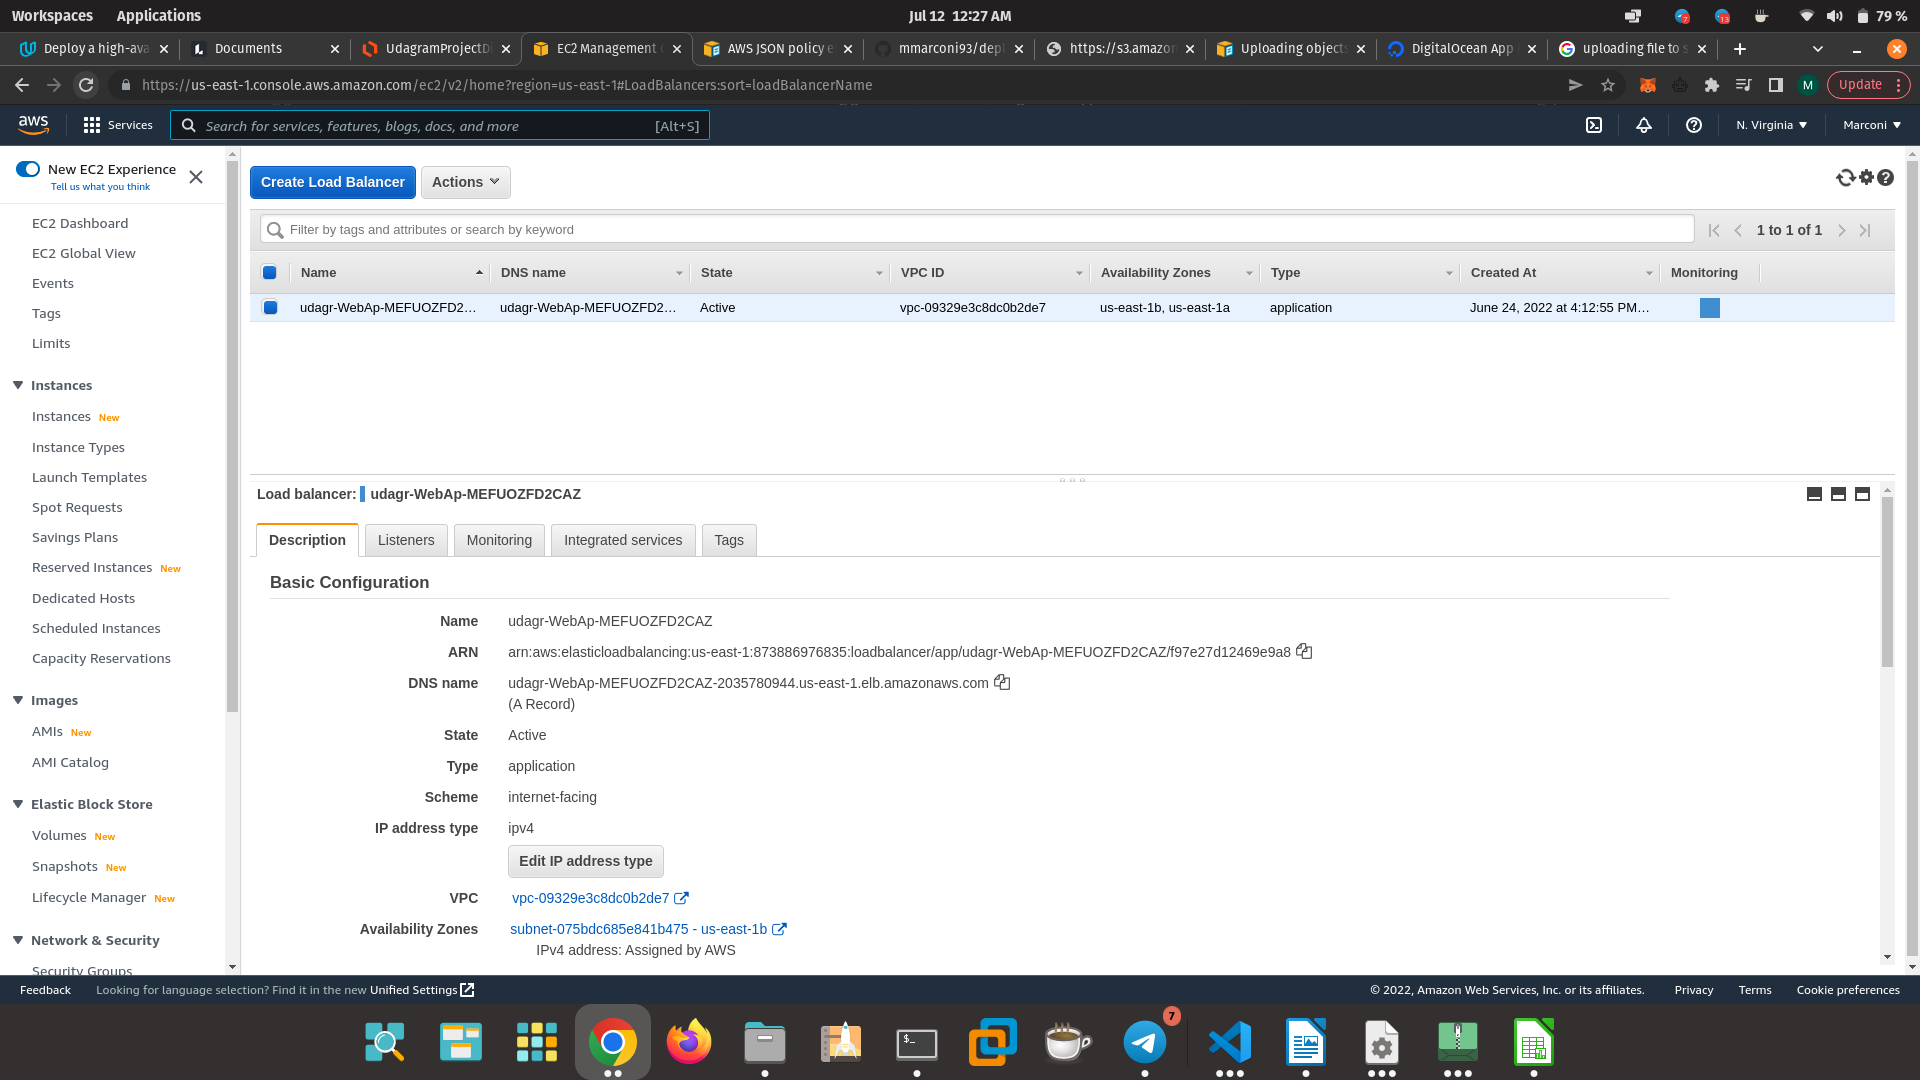 Workspaces Applications Jul 12 12:27 AM 7 13 79 %
Deploy a high-ava Documents UdagramProjectDi EC2 Management AWS JSON policy e mmarconi93/depl https://s3.amazon Uploading objects DigitalOcean App uploading file to s
https://us-east-1.console.aws.amazon.com/ec2/v2/home?region=us-east-1#LoadBalancers:sort=loadBalancerName M Update
aws Services Search for services, features, blogs, docs, and more [Alt+S] N. Virginia Marconi
New EC2 Experience
Tell us what you think
EC2 Dashboard
EC2 Global View
Events
Tags
Limits
Instances
Instances New
Instance Types
Launch Templates
Spot Requests
Savings Plans
Reserved Instances New
Dedicated Hosts
Scheduled Instances
Capacity Reservations
Images
AMIs New
AMI Catalog
Elastic Block Store
Volumes New
Snapshots New
Lifecycle Manager New
Network & Security
Security Groups
Create Load Balancer Actions
Filter by tags and attributes or search by keyword 1 to 1 of 1
Name DNS name State VPC ID Availability Zones Type Created At Monitoring
udagr-WebAp-MEFUOZFD2... udagr-WebAp-MEFUOZFD2... Active vpc-09329e3c8dc0b2de7 us-east-1b, us-east-1a application June 24, 2022 at 4:12:55 PM...
Load balancer: udagr-WebAp-MEFUOZFD2CAZ
Description Listeners Monitoring Integrated services Tags
Basic Configuration
Name udagr-WebAp-MEFUOZFD2CAZ
ARN arn:aws:elasticloadbalancing:us-east-1:873886976835:loadbalancer/app/udagr-WebAp-MEFUOZFD2CAZ/f97e27d12469e9a8
DNS name udagr-WebAp-MEFUOZFD2CAZ-2035780944.us-east-1.elb.amazonaws.com
(A Record)
State Active
Type application
Scheme internet-facing
IP address type ipv4
Edit IP address type
VPC vpc-09329e3c8dc0b2de7
Availability Zones subnet-075bdc685e841b475 - us-east-1b
IPv4 address: Assigned by AWS
Feedback Looking for language selection? Find it in the new Unified Settings © 2022, Amazon Web Services, Inc. or its affiliates. Privacy Terms Cookie preferences
$_ 7